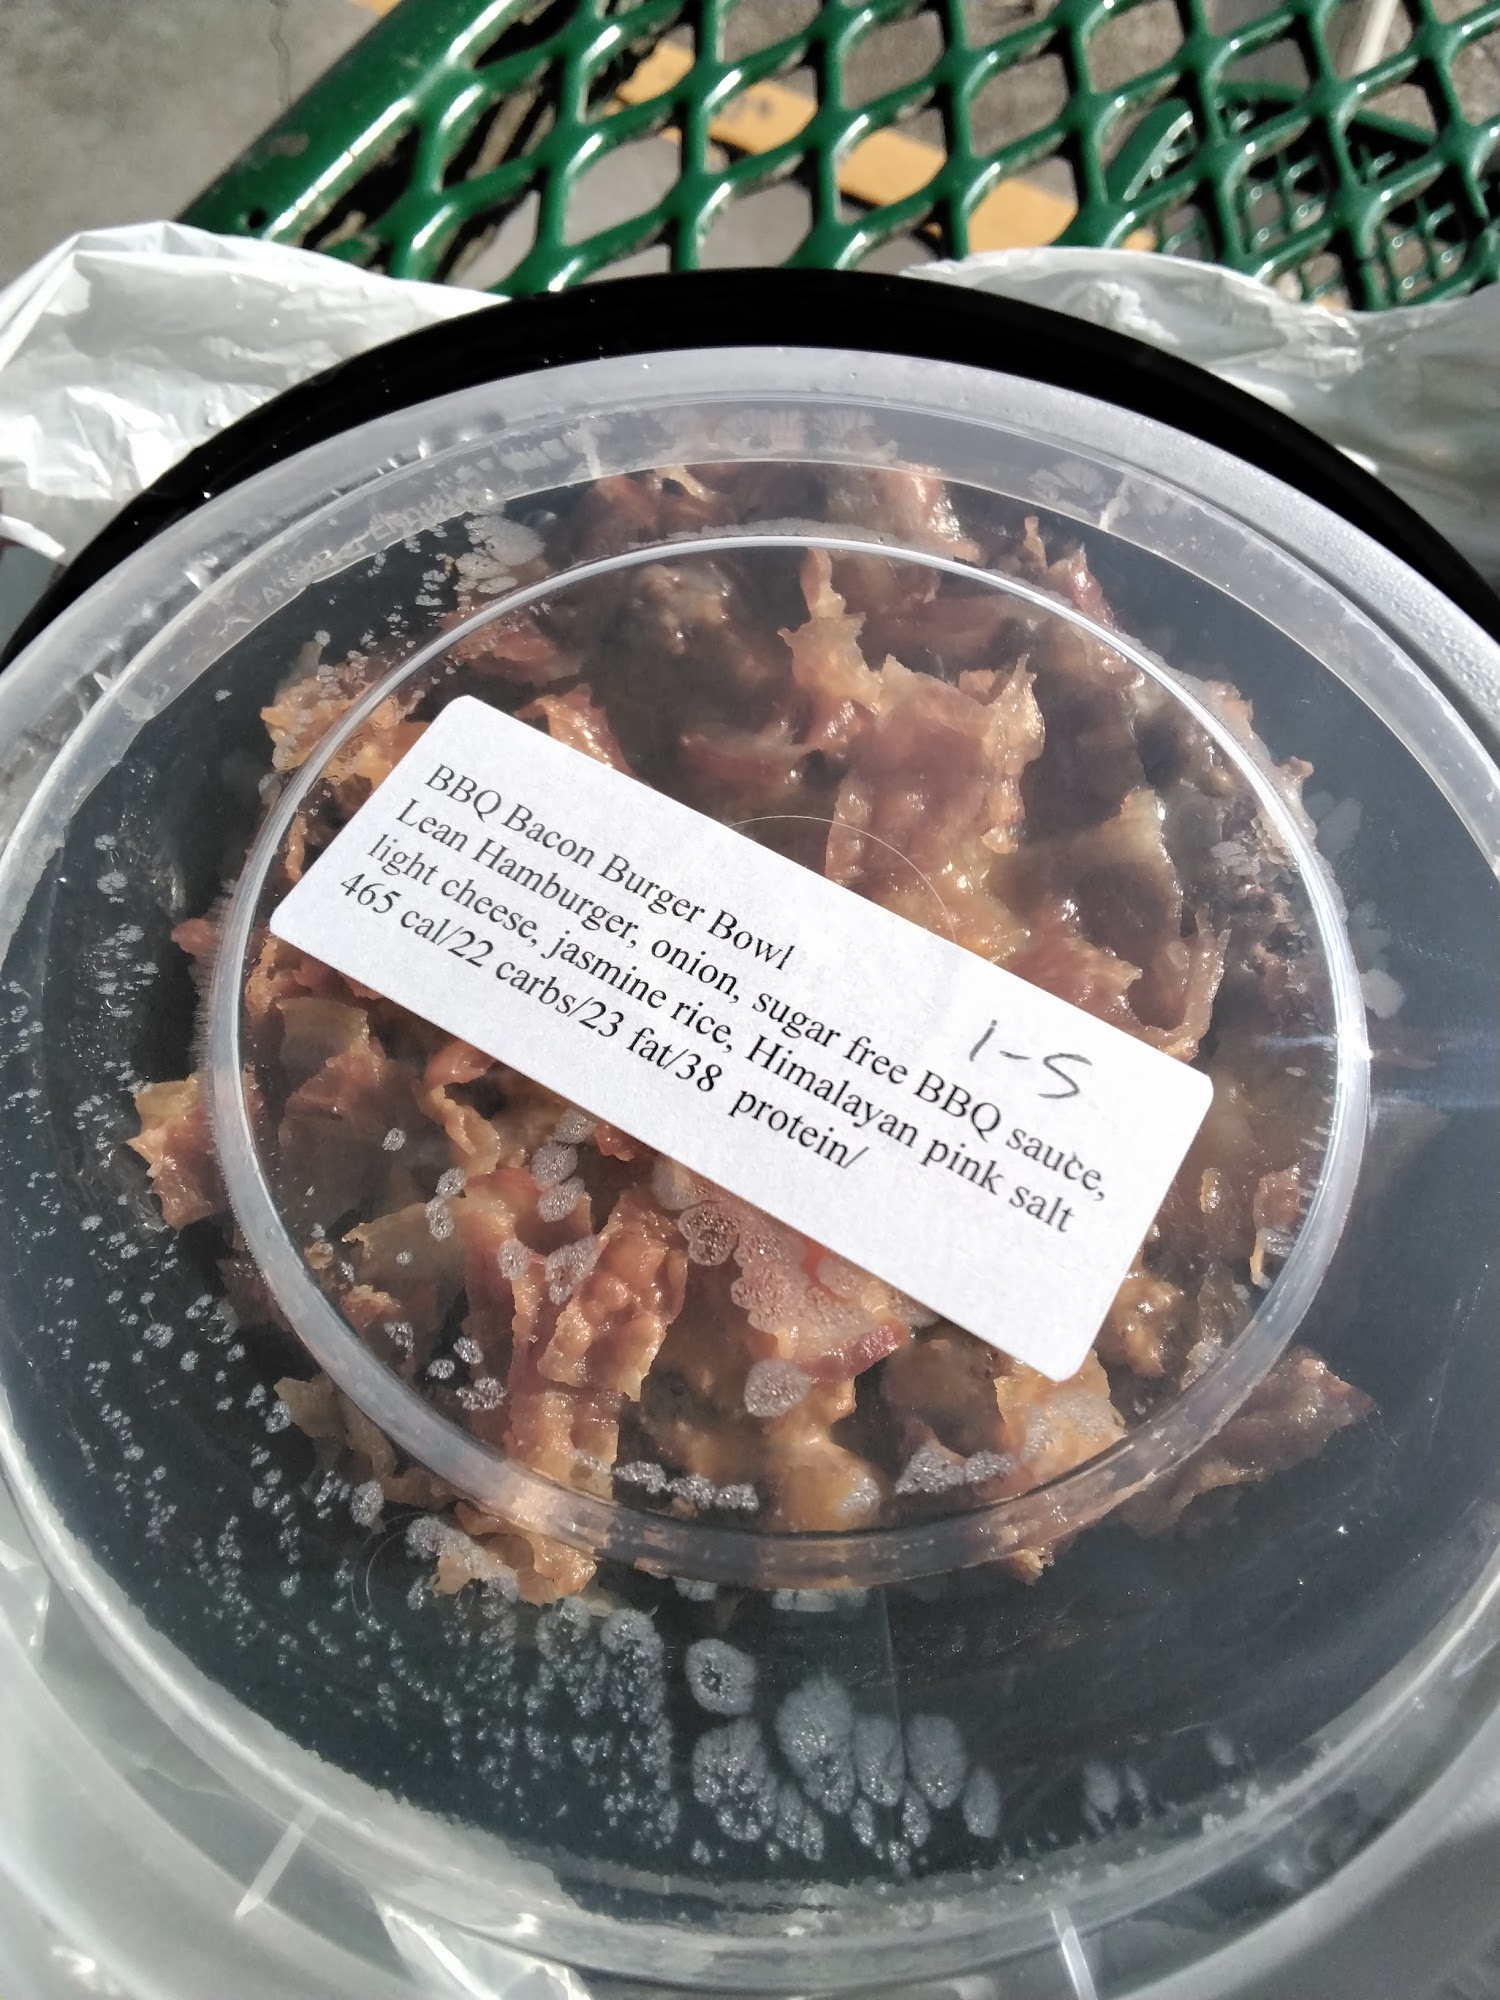 BBQ Bacon Burger Bowl
Lean Hamburger, onion, sugar free BBQ sauce,
light cheese, jasmine rice, Himalayan pink salt
465 cal/22 carbs/23 fat/38 protein/
1-5